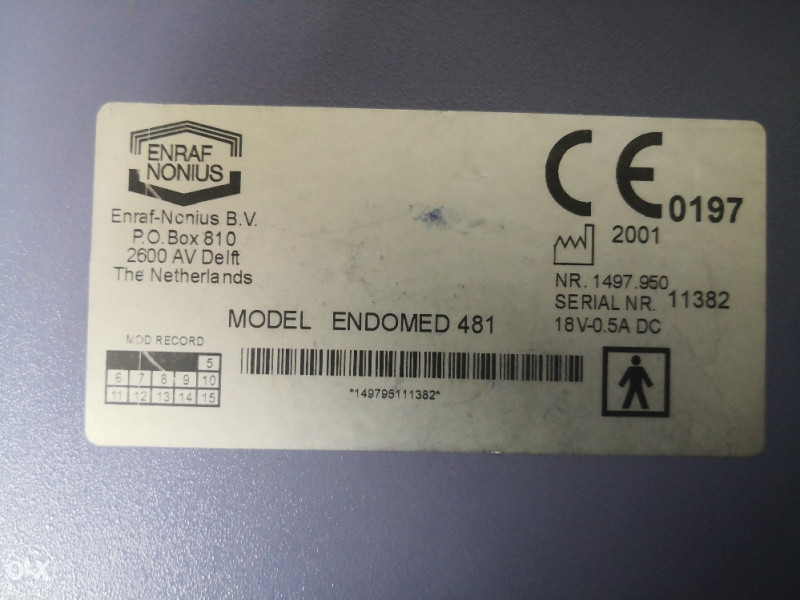 ENRAF
NONIUS
Enraf-Nonius B.V.
P.O.Box 810
2600 AV Delft
The Netherlands
CE 0197
2001
NR. 1497.950
SERIAL NR. 11382
18V-0.5A DC
MODEL ENDOMED 481
MOD RECORD
5
6 7 8 9 10
11 12 13 14 15
*149795111382*
olx